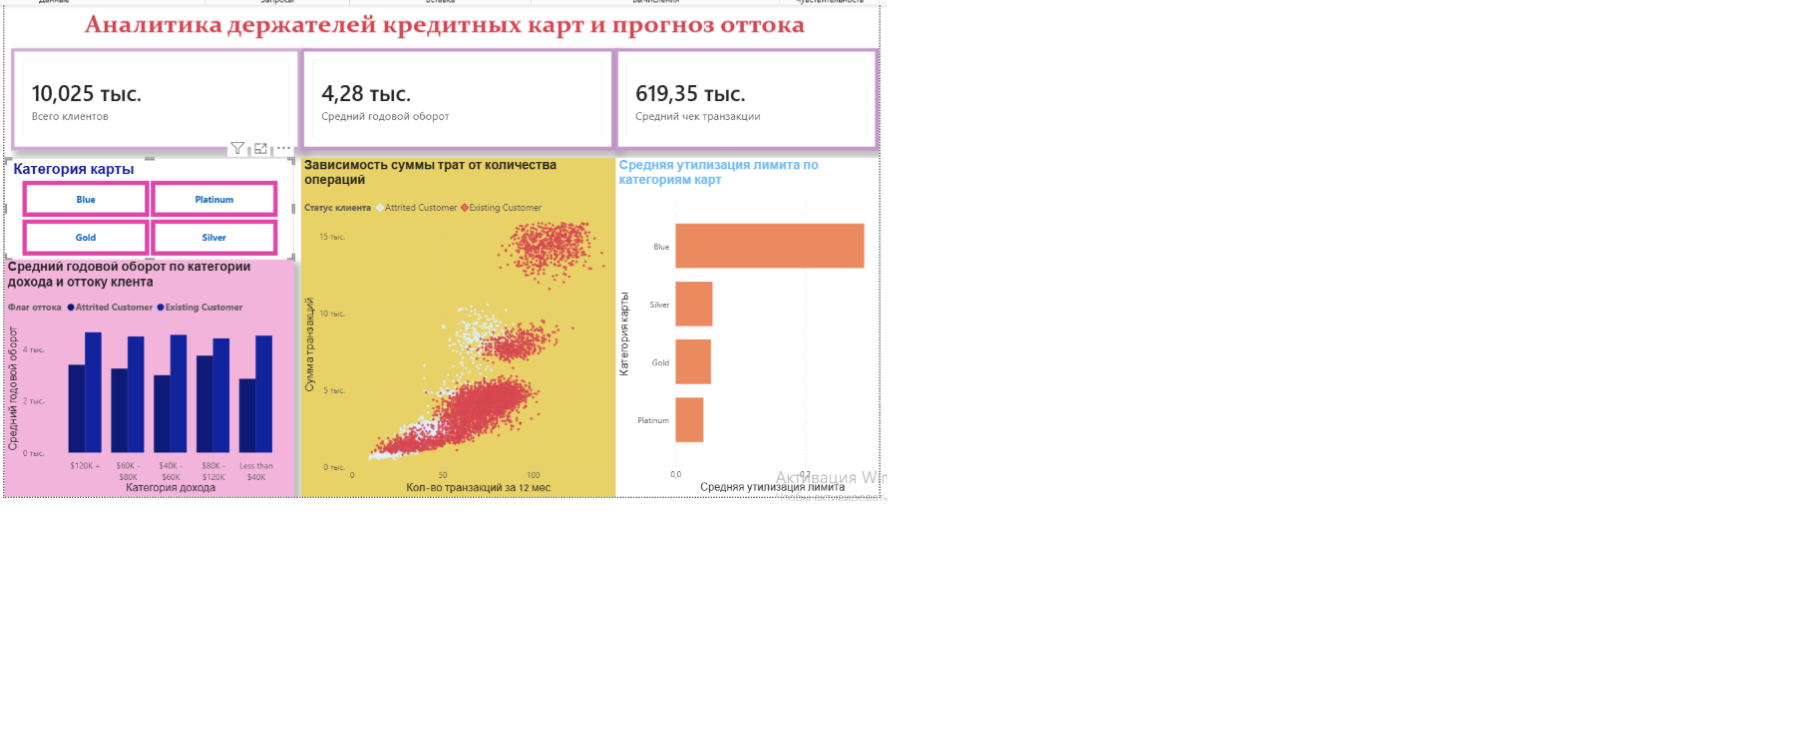 Аналитика держателей кредитных карт и прогноз оттока
10,025 тыс.
Всего клиентов
4,28 тыс.
Средний годовой оборот
619,35 тыс.
Средний чек транзакции
Категория карты
Blue
Platinum
Gold
Silver
Средний годовой оборот по категории
дохода и оттоку клента
Флаг оттока Attrited Customer Existing Customer
Средний годовой оборот
4 тыс.
2 тыс.
0 тыс.
$120K +
$60K -
$80K
$40K -
$60K
$80K -
$120K
Less than
$40K
Категория дохода
Зависимость суммы трат от количества
операций
Статус клиента Attrited Customer Existing Customer
Сумма транзакций
15 тыс.
10 тыс.
5 тыс.
0 тыс.
0
50
100
Кол-во транзакций за 12 мес
Средняя утилизация лимита по
категориям карт
Категория карты
Blue
Silver
Gold
Platinum
0,0
0,2
Средняя утилизация лимита
Активация Win